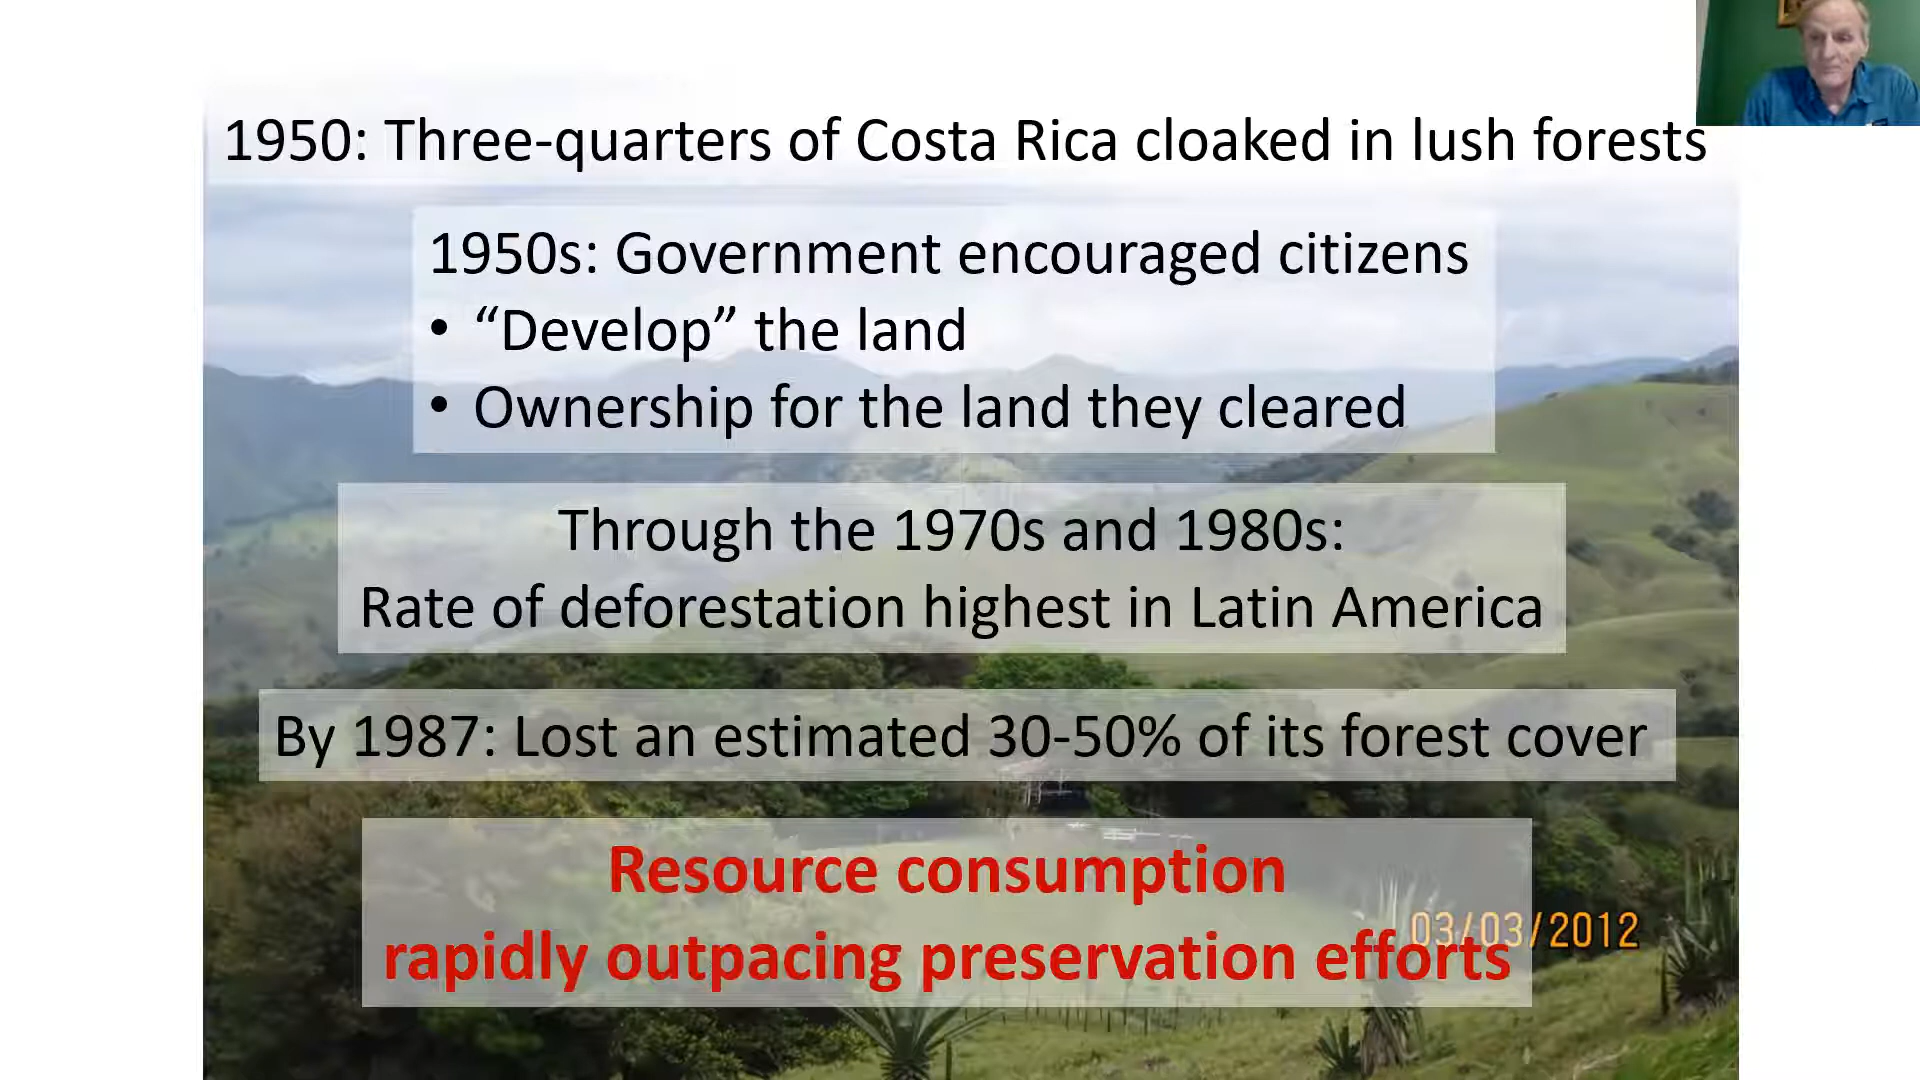 1950: Three-quarters of Costa Rica cloaked in lush forests
1950s: Government encouraged citizens
• “Develop” the land
• Ownership for the land they cleared
Through the 1970s and 1980s:
Rate of deforestation highest in Latin America
By 1987: Lost an estimated 30-50% of its forest cover
Resource consumption
03/03/2012
rapidly outpacing preservation efforts